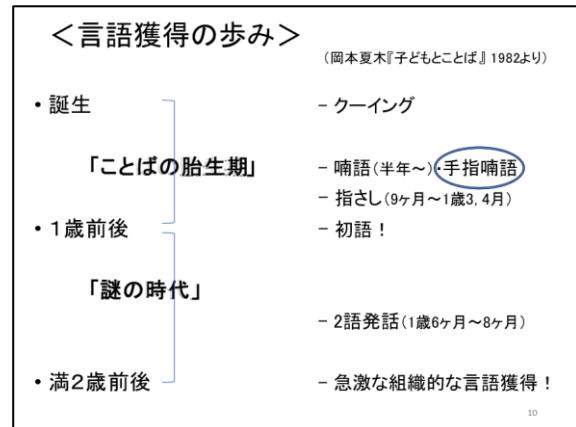 ＜言語獲得の歩み＞
（岡本夏木『子どもとことば』1982より）
・誕生 － クーイング
「ことばの胎生期」 － 喃語（半年～）・手指喃語
－ 指さし（9ヶ月～1歳3，4月）
・1歳前後 － 初語！
「謎の時代」
－ 2語発話（1歳6ヶ月～8ヶ月）
・満2歳前後 － 急激な組織的な言語獲得！
10